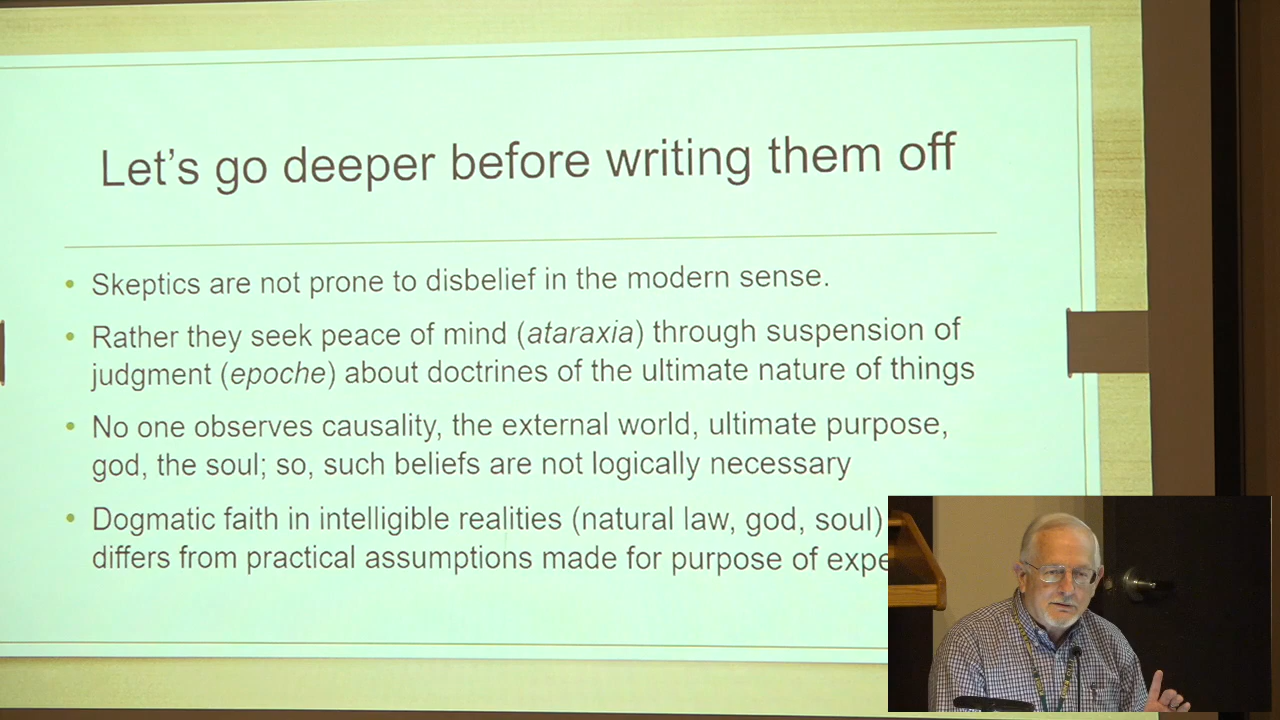 Let's go deeper before writing them off
• Skeptics are not prone to disbelief in the modern sense.
• Rather they seek peace of mind (ataraxia) through suspension of
judgment (epoche) about doctrines of the ultimate nature of things
• No one observes causality, the external world, ultimate purpose,
god, the soul; so, such beliefs are not logically necessary
• Dogmatic faith in intelligible realities (natural law, god, soul)
differs from practical assumptions made for purpose of